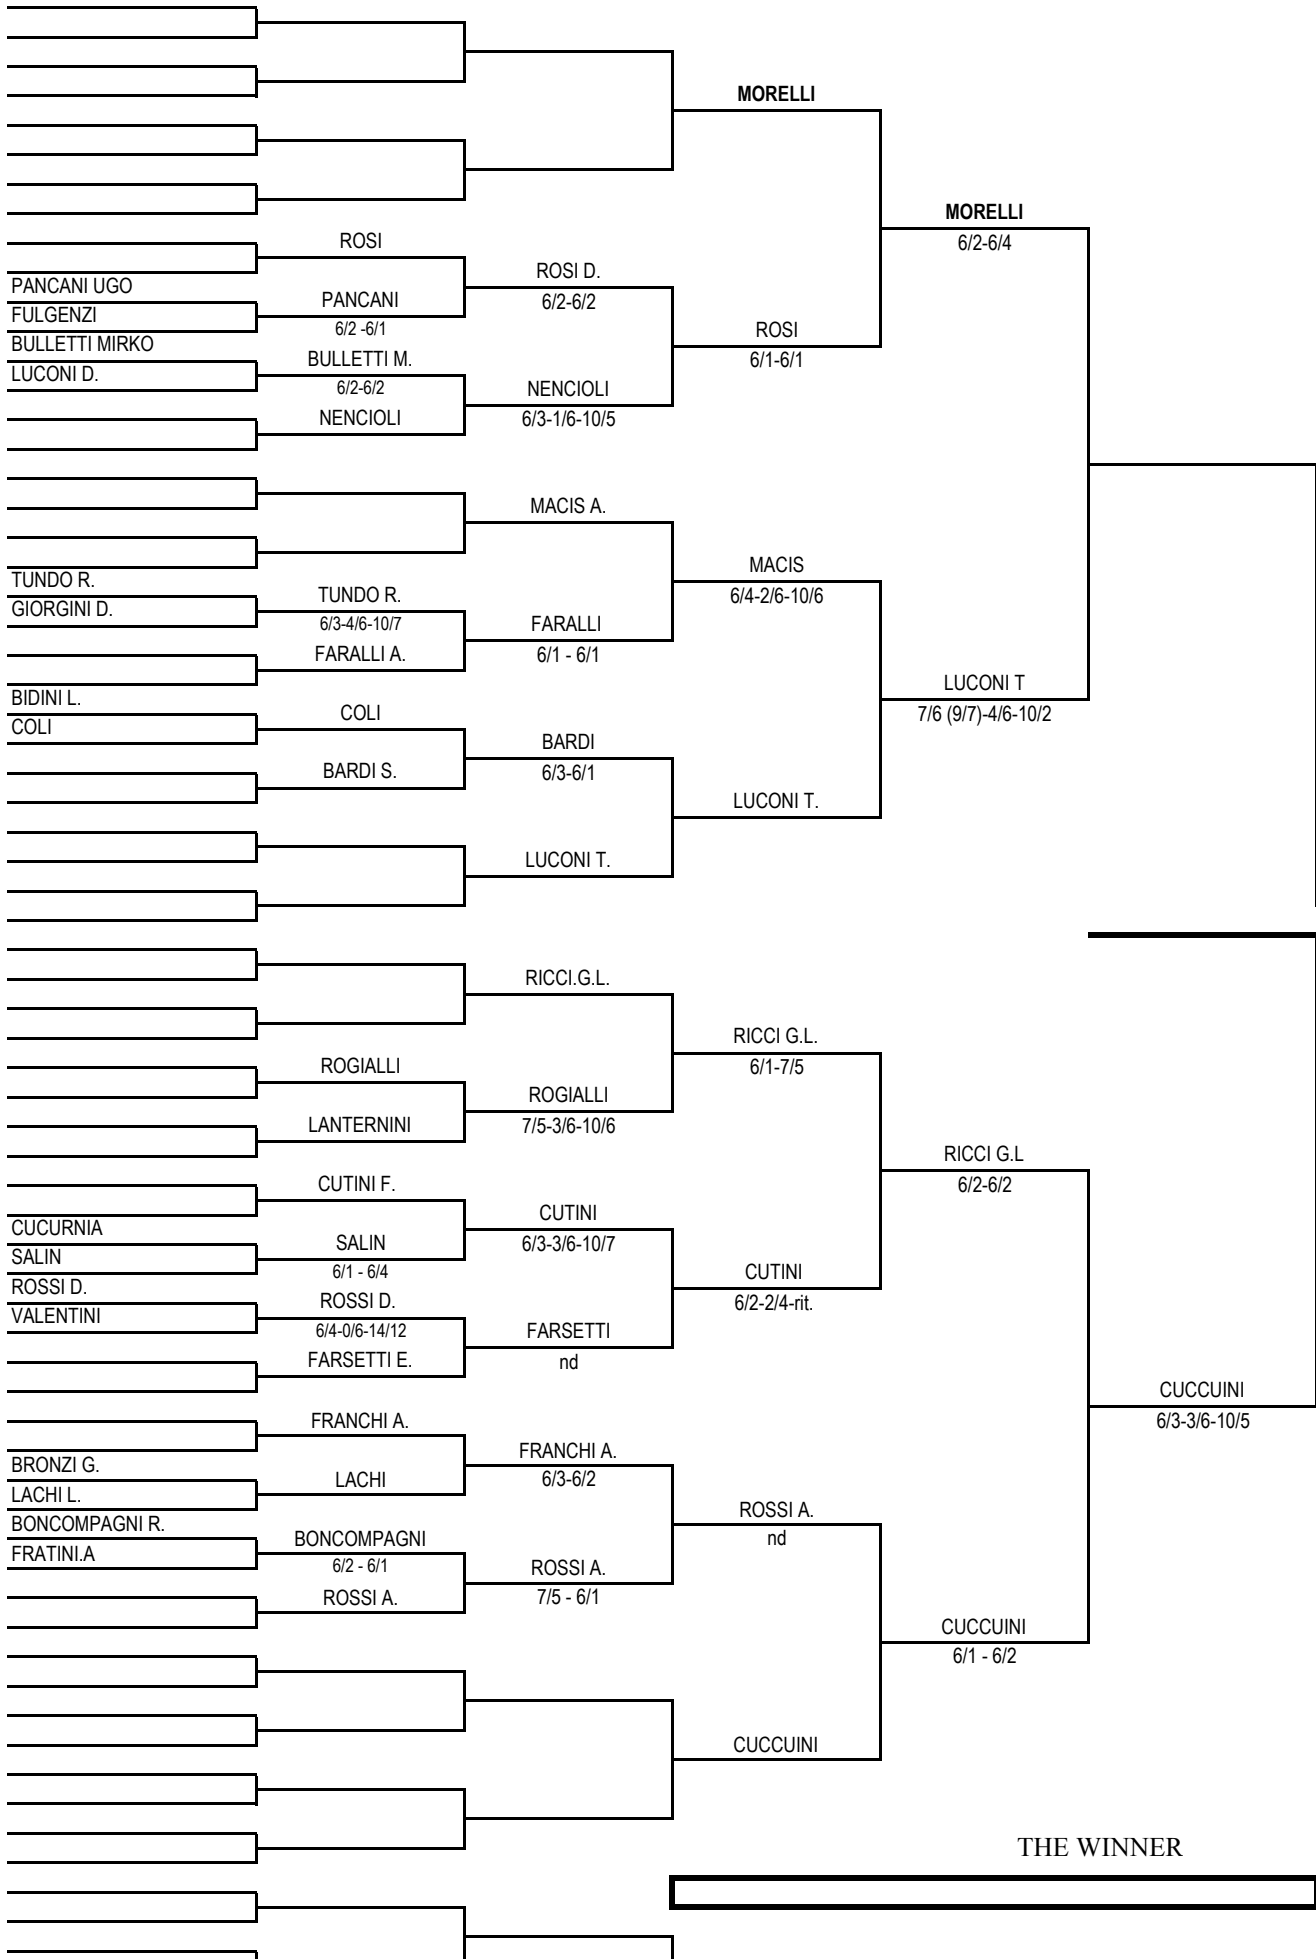 MORELLI
MORELLI
6/2-6/4
ROSI
ROSI D.
6/2-6/2
PANCANI UGO
FULGENZI
PANCANI
6/2 -6/1
ROSI
6/1-6/1
BULLETTI MIRKO
LUCONI D.
BULLETTI M.
6/2-6/2
NENCIOLI
6/3-1/6-10/5
NENCIOLI
MACIS A.
MACIS
6/4-2/6-10/6
TUNDO R.
GIORGINI D.
TUNDO R.
6/3-4/6-10/7
FARALLI
6/1 - 6/1
FARALLI A.
LUCONI T
7/6 (9/7)-4/6-10/2
BIDINI L.
COLI
COLI
BARDI
6/3-6/1
BARDI S.
LUCONI T.
LUCONI T.
RICCI.G.L.
RICCI G.L.
6/1-7/5
ROGIALLI
ROGIALLI
7/5-3/6-10/6
LANTERNINI
RICCI G.L
6/2-6/2
CUTINI F.
CUTINI
6/3-3/6-10/7
CUCURNIA
SALIN
SALIN
6/1 - 6/4
CUTINI
6/2-2/4-rit.
ROSSI D.
VALENTINI
ROSSI D.
6/4-0/6-14/12
FARSETTI
nd
FARSETTI E.
CUCCUINI
6/3-3/6-10/5
FRANCHI A.
FRANCHI A.
6/3-6/2
BRONZI G.
LACHI L.
LACHI
ROSSI A.
nd
BONCOMPAGNI R.
FRATINI.A
BONCOMPAGNI
6/2 - 6/1
ROSSI A.
7/5 - 6/1
ROSSI A.
CUCCUINI
6/1 - 6/2
CUCCUINI
THE WINNER